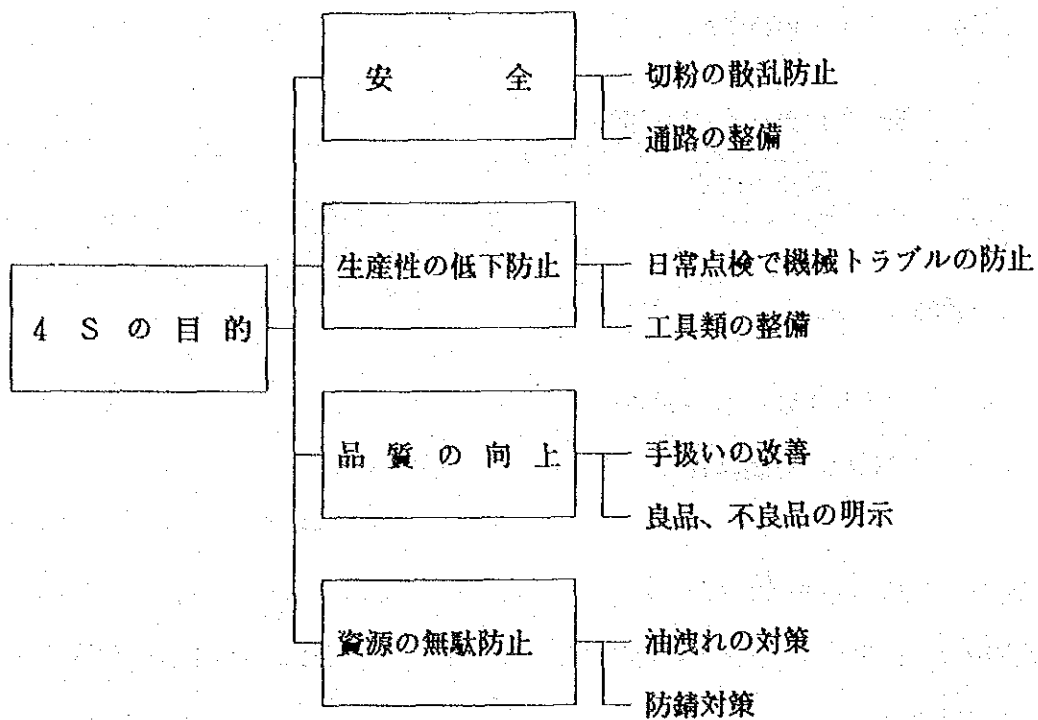 安全
切粉の散乱防止
通路の整備
生産性の低下防止
日常点検で機械トラブルの防止
工具類の整備
4Sの目的
品質の向上
手扱いの改善
良品、不良品の明示
資源の無駄防止
油洩れの対策
防錆対策